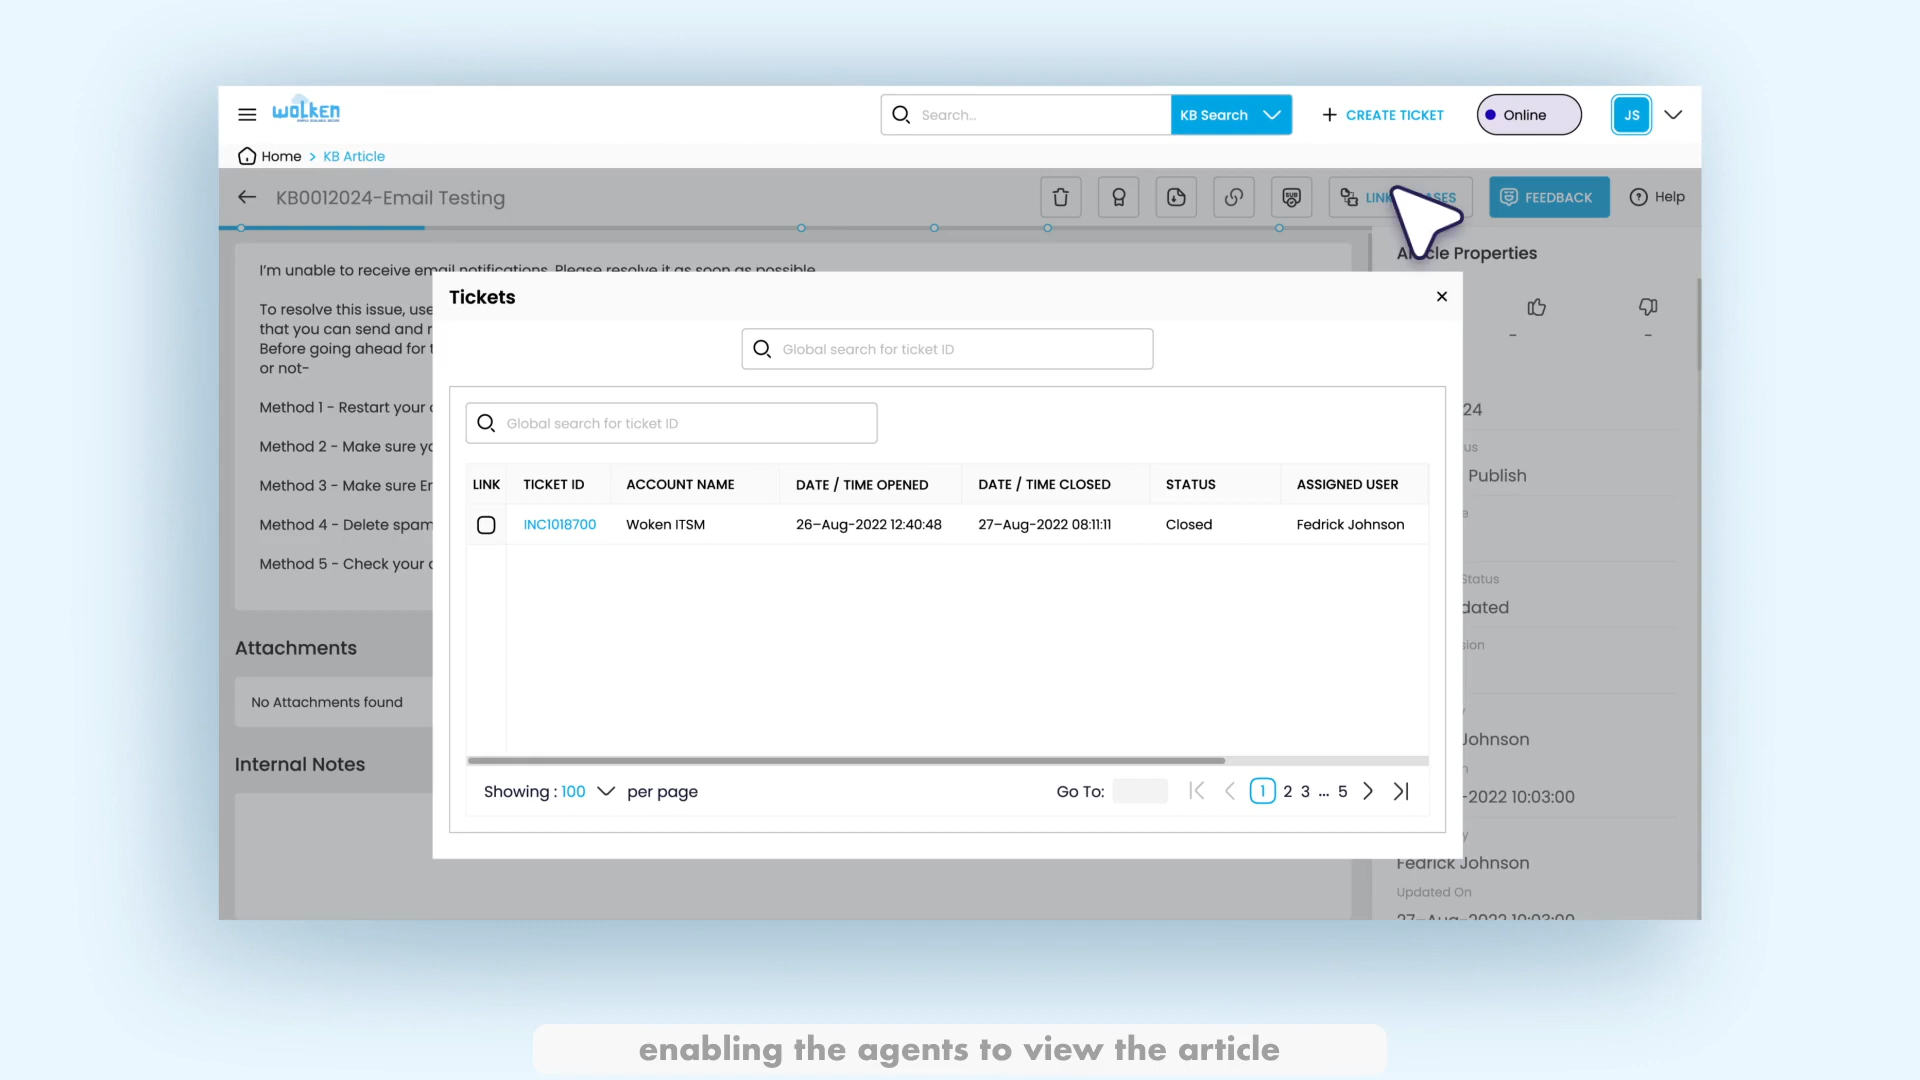 wolken
Search...
KB Search
CREATE TICKET
Online
JS
Home > KB Article
KB0012024-Email Testing
FEEDBACK
Help
I'm unable to receive email notifications. Please resolve it as soon as possible
To resolve this issue, use
that you can send and
Before going ahead for
or not-
Method 1 - Restart your
Method 2 - Make sure
Method 3 - Make sure
Method 4 - Delete spam
Method 5 - Check your
Attachments
No Attachments found
Internal Notes
Tickets
Global search for ticket ID
Global search for ticket ID
LINK TICKET ID ACCOUNT NAME DATE / TIME OPENED DATE / TIME CLOSED STATUS ASSIGNED USER
INC1018700 Woken ITSM 26–Aug-2022 12:40:48 27–Aug-2022 08:11:11 Closed Fedrick Johnson
Showing : 100 per page
Go To: 1 2 3 ... 5
Properties
24
Publish
Status
Johnson
-2022 10:03:00
Fedrick Johnson
Updated On
27–Aug-2022 10:03:00
enabling the agents to view the article